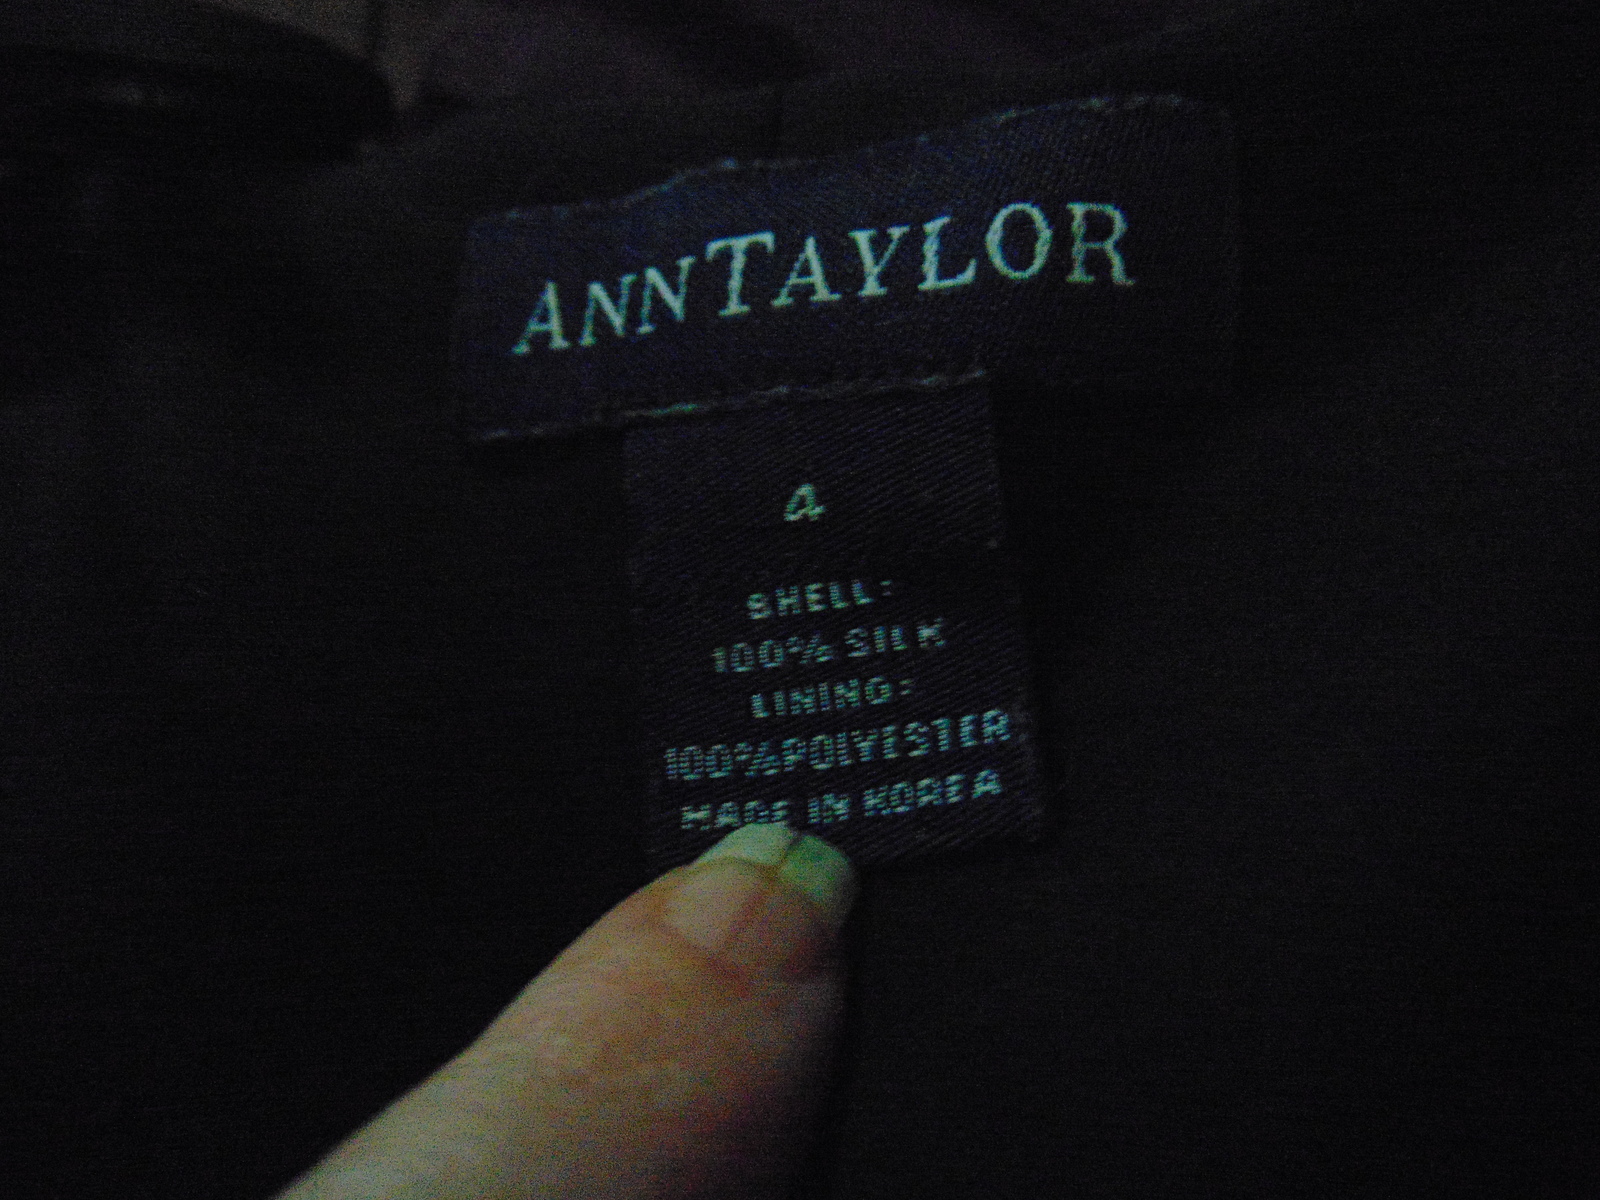 ANNTAYLOR
4
SHELL:
100% SILK
LINING:
100%POLYESTER
MADE IN KOREA